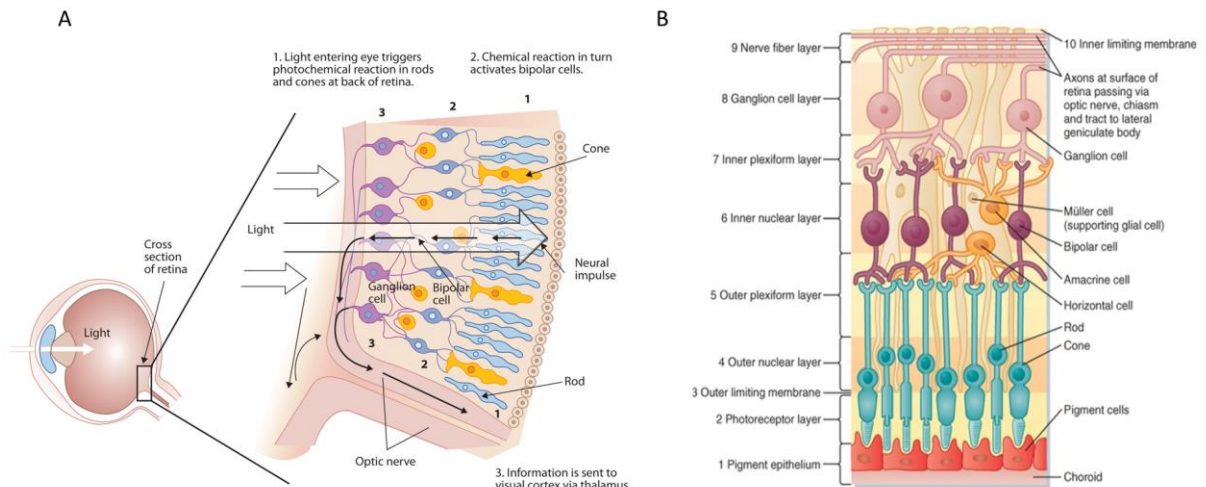 A
1. Light entering eye triggers
photochemical reaction in rods
and cones at back of retina.
2. Chemical reaction in turn
activates bipolar cells.
3
2
1
Cone
Light
Cross
section
of retina
Neural
impulse
Ganglion
cell
Bipolar
cell
Light
3
2
Rod
1
Optic nerve
3. Information is sent to
visual cortex via thalamus
B
9 Nerve fiber layer
8 Ganglion cell layer
7 Inner plexiform layer
6 Inner nuclear layer
5 Outer plexiform layer
4 Outer nuclear layer
3 Outer limiting membrane
2 Photoreceptor layer
1 Pigment epithelium
10 Inner limiting membrane
Axons at surface of
retina passing via
optic nerve, chiasm
and tract to lateral
geniculate body
Ganglion cell
Müller cell
(supporting glial cell)
Bipolar cell
Amacrine cell
Horizontal cell
Rod
Cone
Pigment cells
Choroid